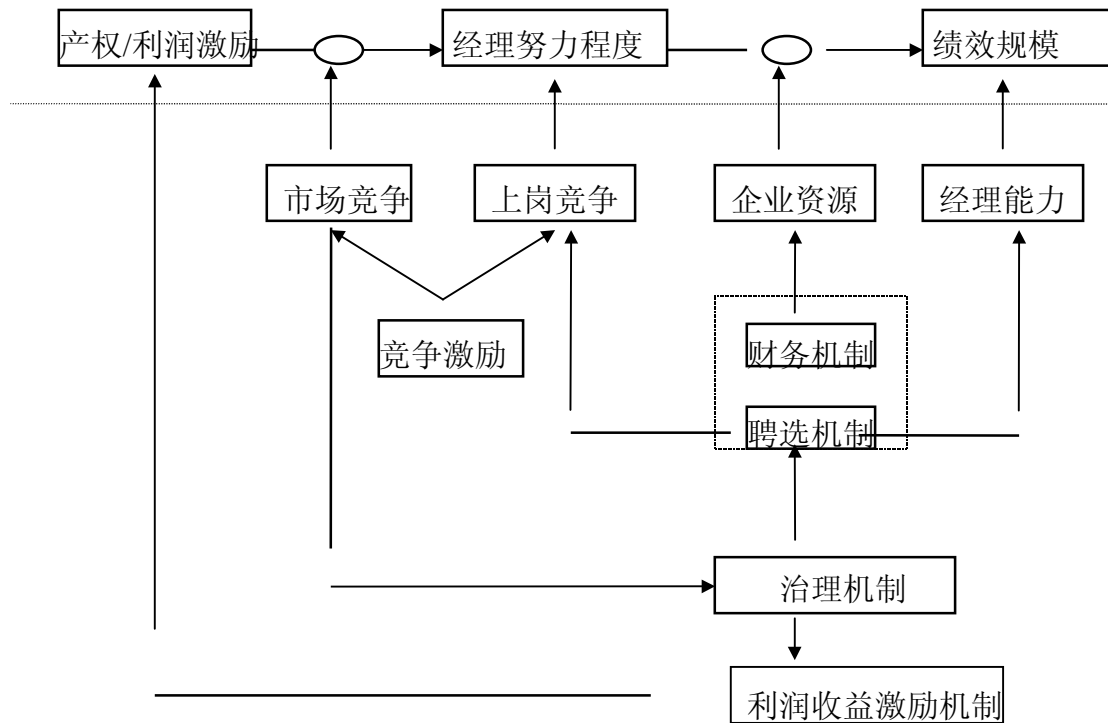 产权/利润激励
经理努力程度
绩效规模
市场竞争
上岗竞争
企业资源
经理能力
竞争激励
财务机制
聘选机制
治理机制
利润收益激励机制